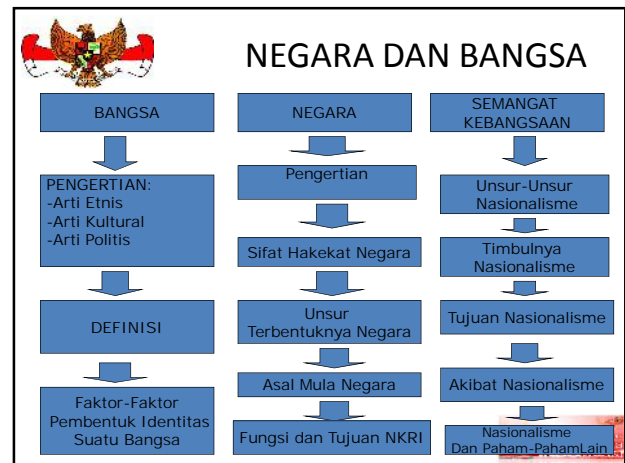 NEGARA DAN BANGSA
BANGSA
PENGERTIAN:
-Arti Etnis
-Arti Kultural
-Arti Politis
DEFINISI
Faktor-Faktor
Pembentuk Identitas
Suatu Bangsa
NEGARA
Pengertian
Sifat Hakekat Negara
Unsur
Terbentuknya Negara
Asal Mula Negara
Fungsi dan Tujuan NKRI
SEMANGAT
KEBANGSAAN
Unsur-Unsur
Nasionalisme
Timbulnya
Nasionalisme
Tujuan Nasionalisme
Akibat Nasionalisme
Nasionalisme
Dan Paham-PahamLain